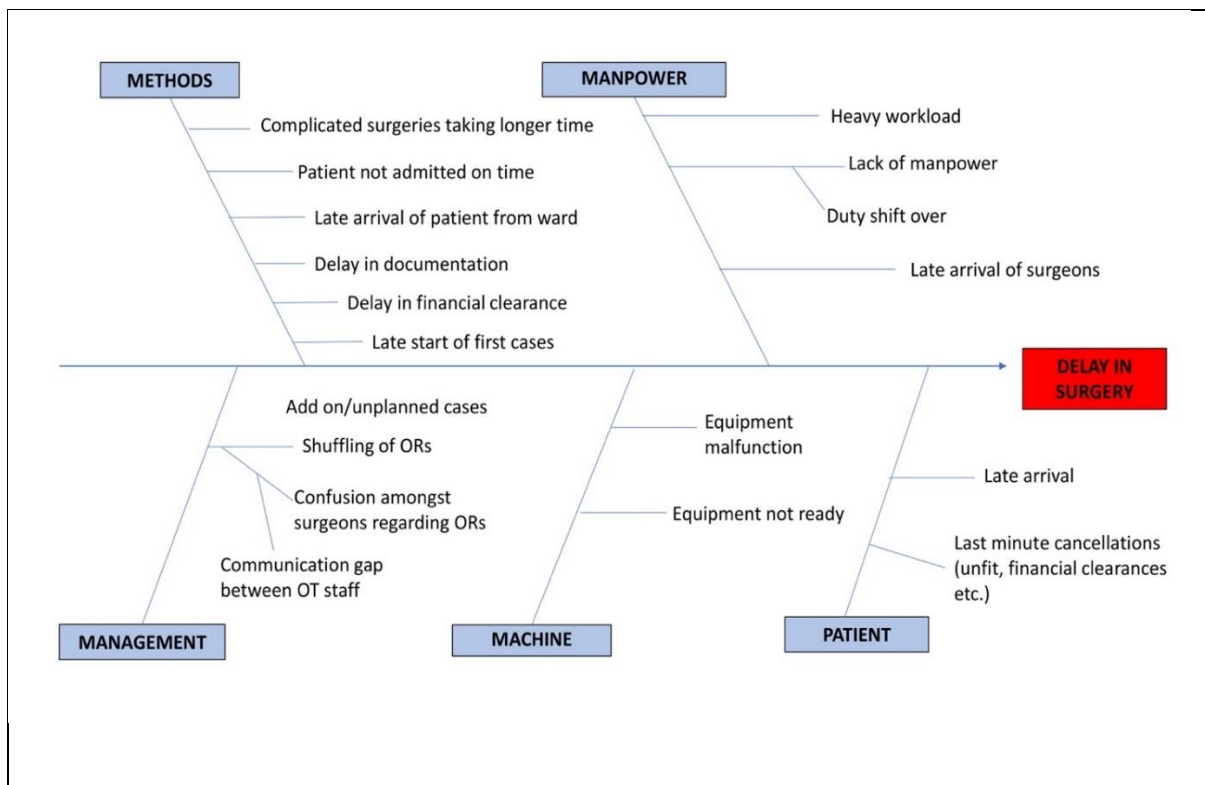 METHODS
MANPOWER
Complicated surgeries taking longer time
Patient not admitted on time
Late arrival of patient from ward
Delay in documentation
Delay in financial clearance
Late start of first cases
Heavy workload
Lack of manpower
Duty shift over
Late arrival of surgeons
DELAY IN
SURGERY
Add on/unplanned cases
Shuffling of ORs
Confusion amongst
surgeons regarding ORs
Communication gap
between OT staff
Equipment
malfunction
Equipment not ready
Late arrival
Last minute cancellations
(unfit, financial clearances
etc.)
MANAGEMENT
MACHINE
PATIENT